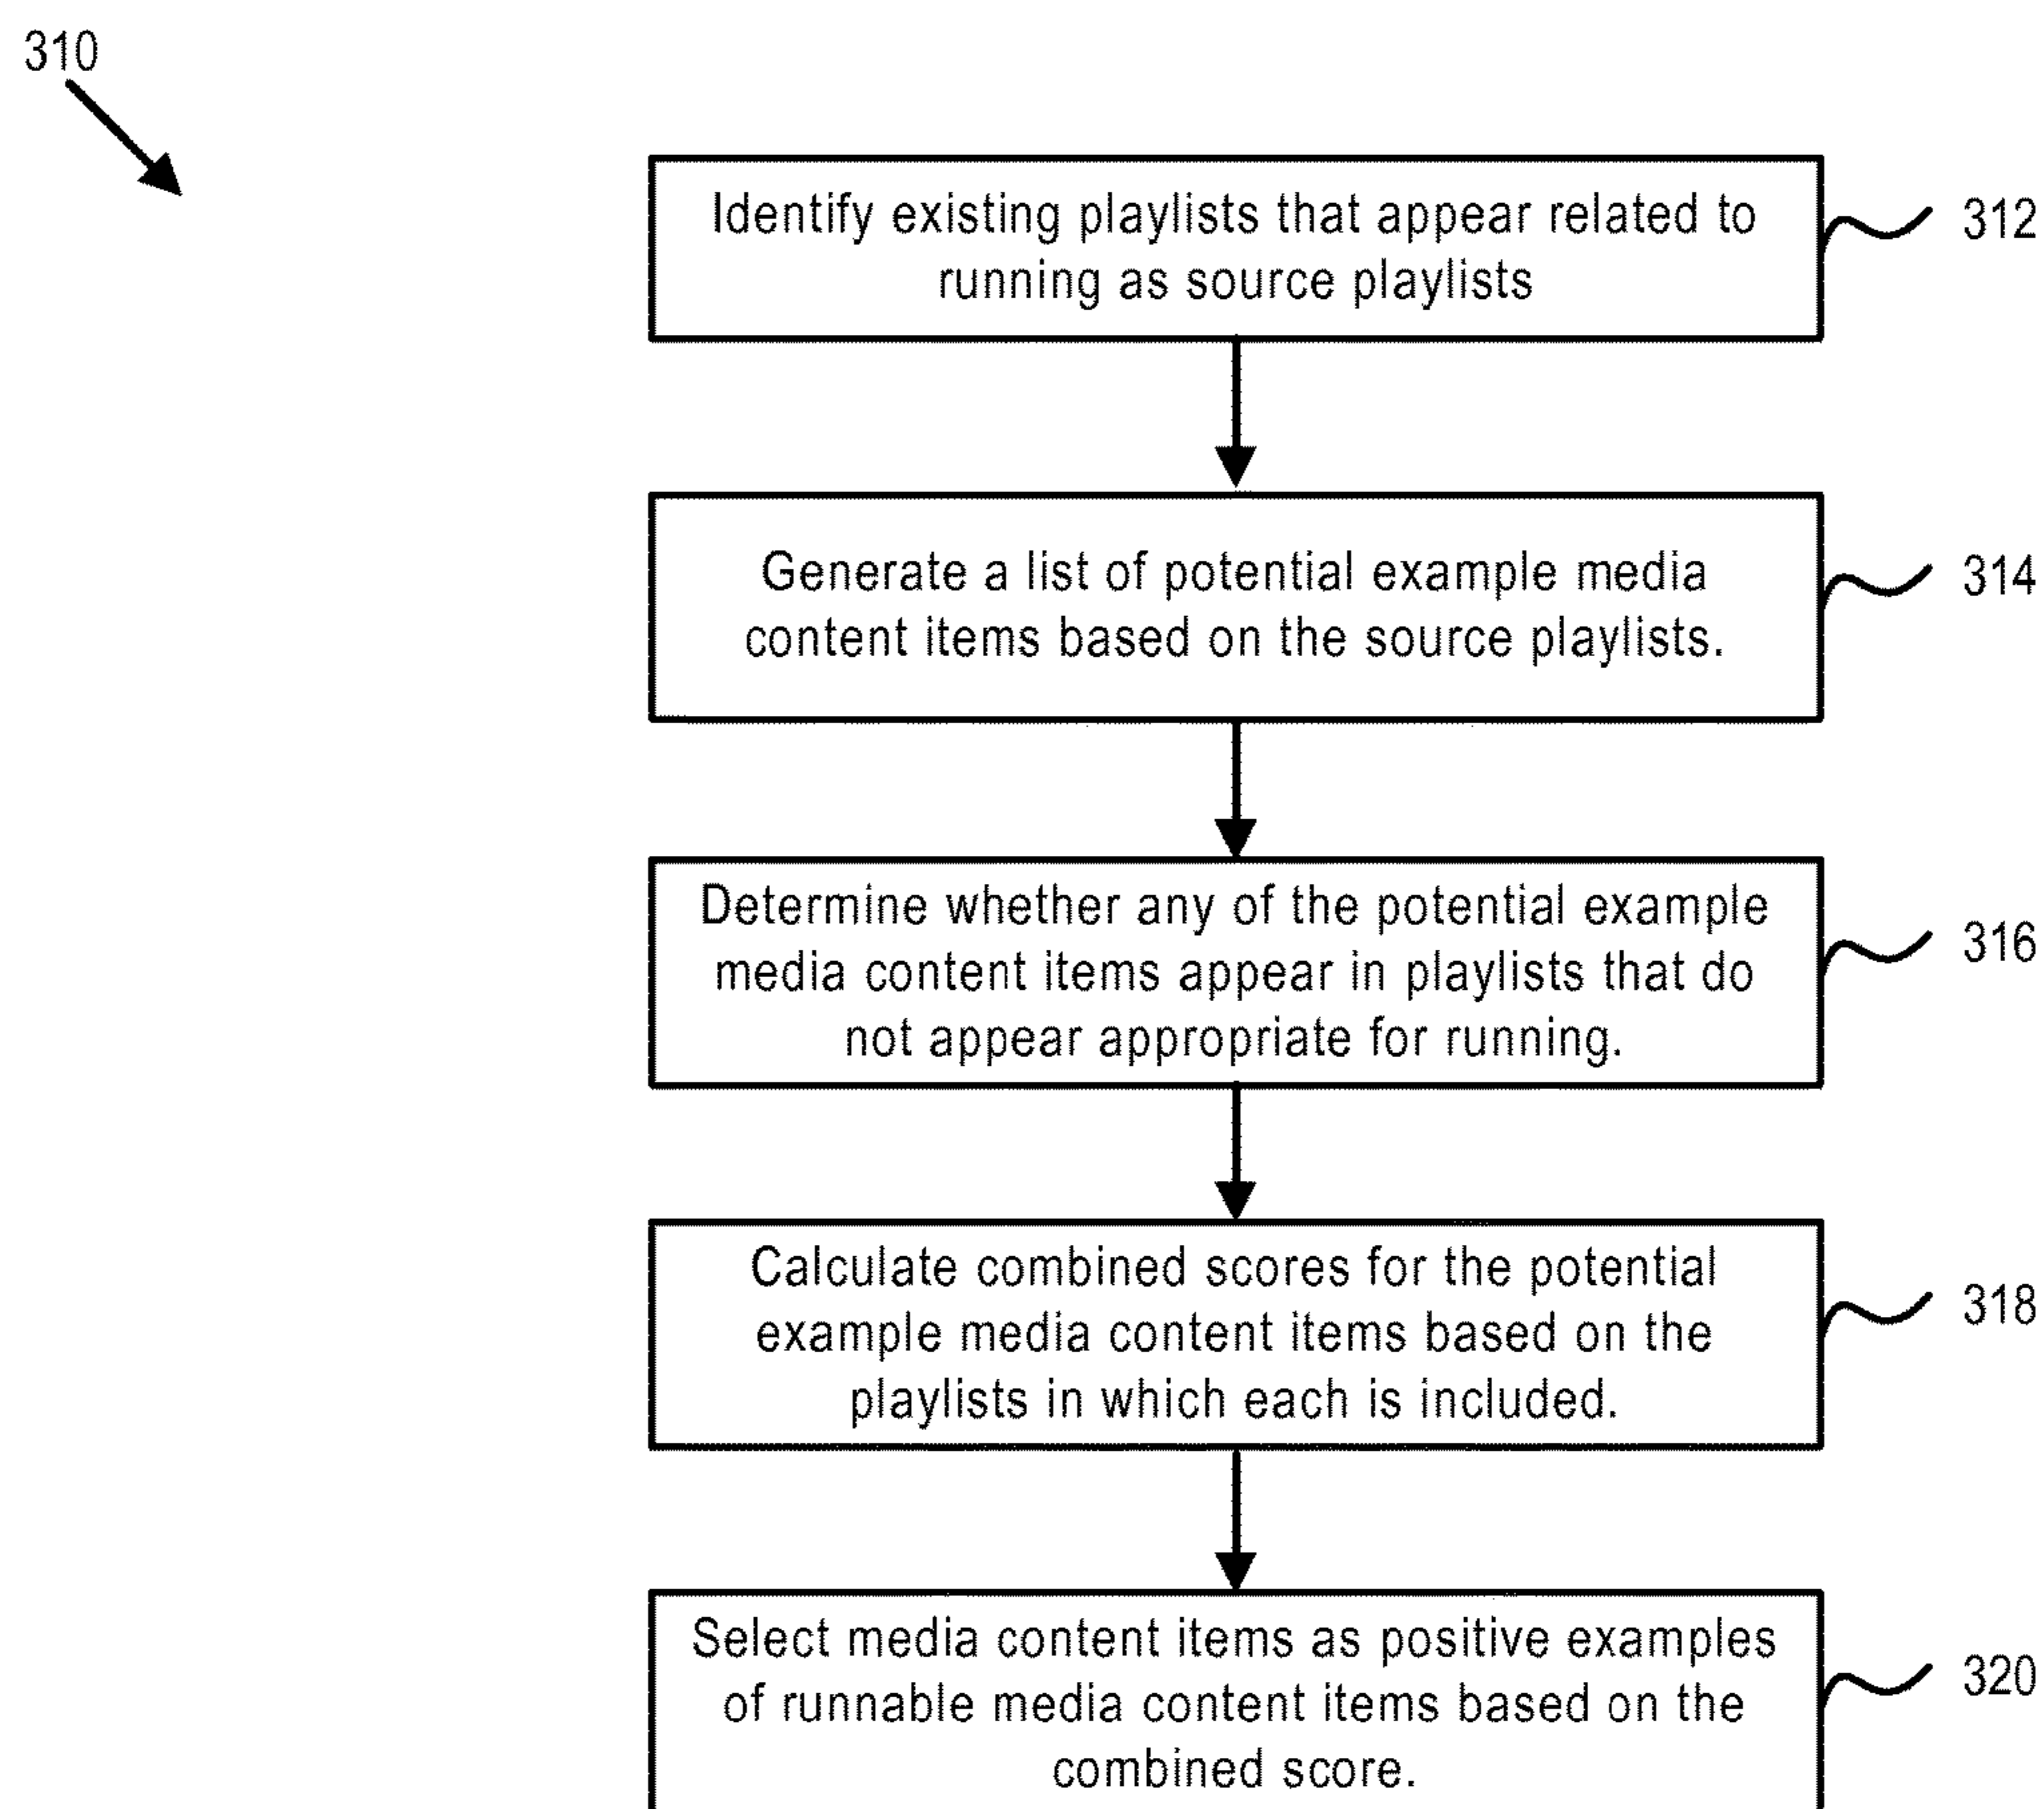 310
Identify existing playlists that appear related to
running as source playlists
312
Generate a list of potential example media
content items based on the source playlists.
314
Determine whether any of the potential example
media content items appear in playlists that do
not appear appropriate for running.
316
Calculate combined scores for the potential
example media content items based on the
playlists in which each is included.
318
Select media content items as positive examples
of runnable media content items based on the
combined score.
320